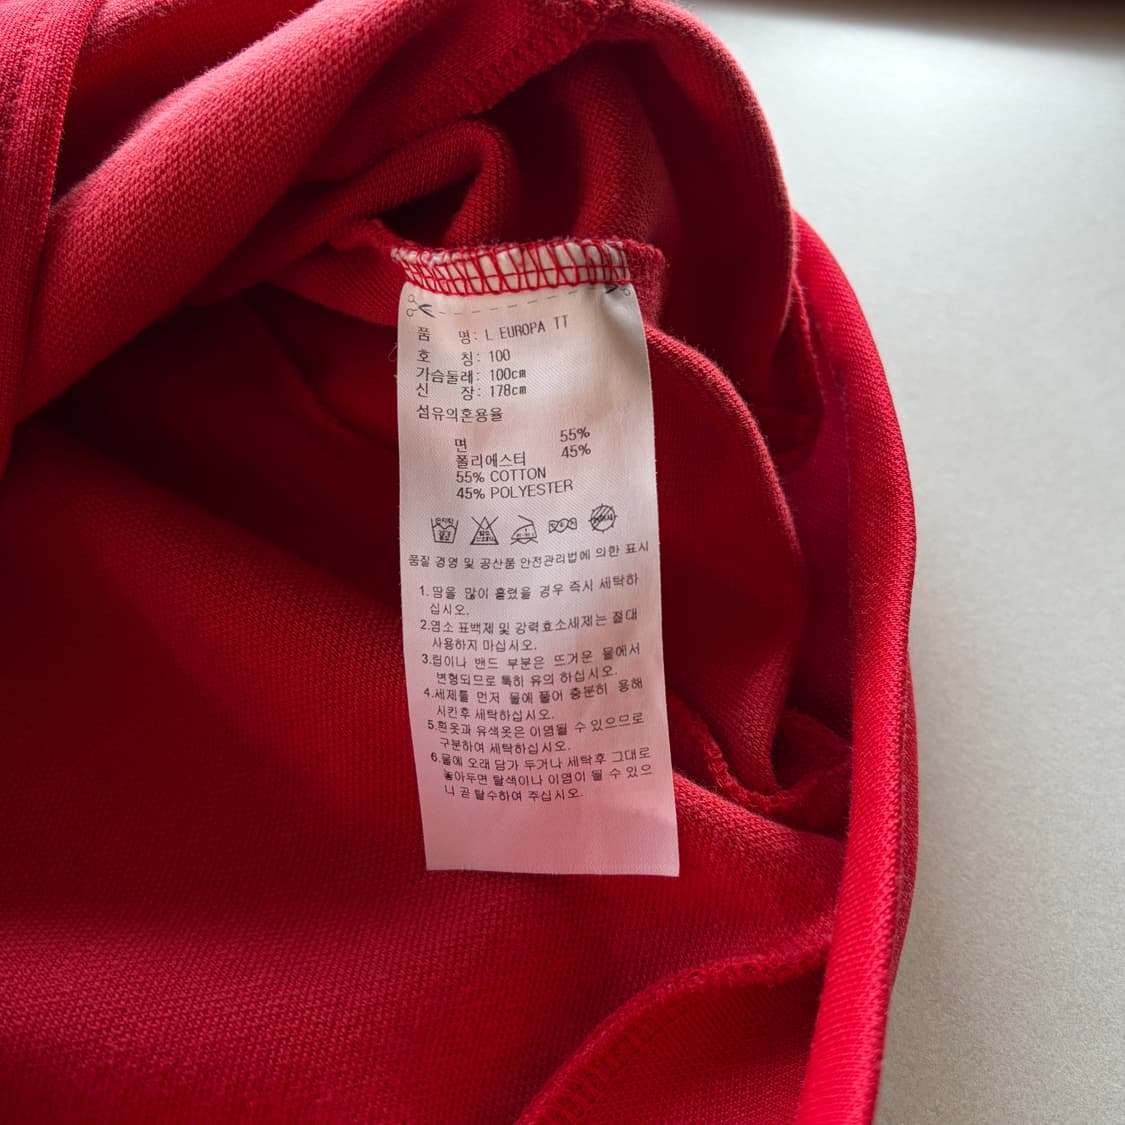 품 명: L EUROPA TT
호 칭: 100
가슴둘레: 100cm
신 장: 178cm
섬유의혼용율
면 55%
폴리에스터 45%
55% COTTON
45% POLYESTER
품질 경영 및 공산품 안전관리법에 의한 표시
1.땀을 많이 흘렸을 경우 즉시 세탁하
십시오.
2.염소 표백제 및 강력효소세제는 절대
사용하지 마십시오.
3.립이나 밴드 부분은 뜨거운 물에서
변형되므로 특히 유의 하십시오.
4.세제를 먼저 물에 풀어 충분히 용해
시킨후 세탁하십시오.
5.흰옷과 유색옷은 이염될 수 있으므로
구분하여 세탁하십시오.
6.물에 오래 담가 두거나 세탁후 그대로
놓아두면 탈색이나 이염이 될 수 있으
니 곧 탈수하여 주십시오.